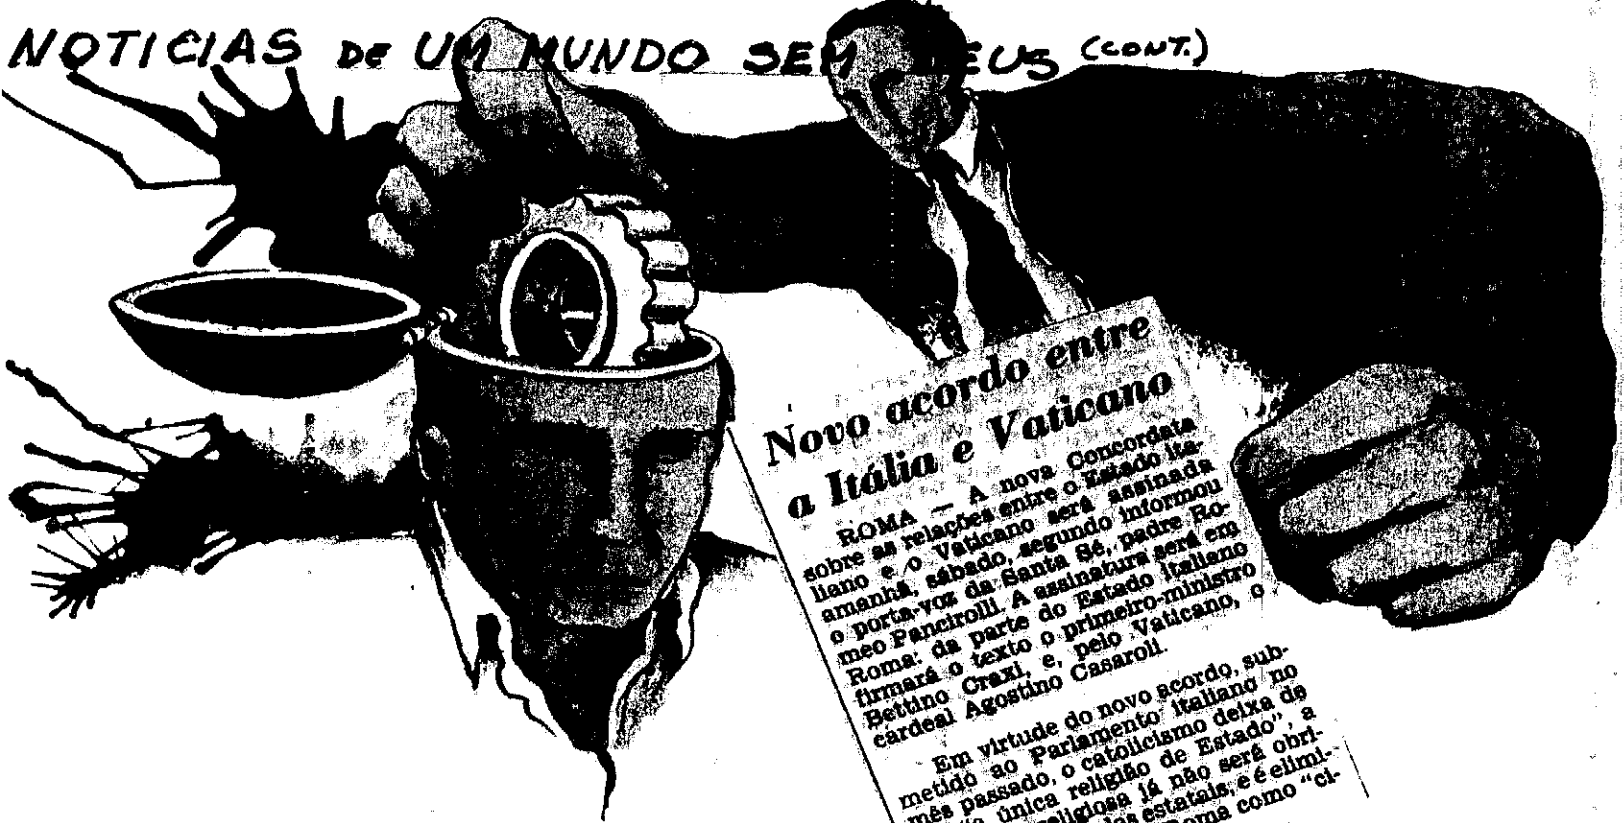 NOTICIAS De UM MUNDO SEM DEUS (CONT.)
Novo acordo entre
a Itália e Vaticano
ROMA — A nova Concordata
sobre as relações entre o Estado ita-
liano e o Vaticano será assinada
amanhã, sábado, segundo informou
o porta-voz da Santa Sé, padre Ro-
meo Pancirolli. A assinatura será em
Roma: da parte do Estado italiano
firmará o texto o primeiro-ministro
Bettino Craxi, e, pelo Vaticano, o
cardeal Agostino Casaroli.
Em virtude do novo acordo, sub-
metido ao Parlamento italiano no
mês passado, o catolicismo deixa de
única religião de Estado", a
religiosa já não será obri-
estatais, e é elimi-
Roma como "ci-